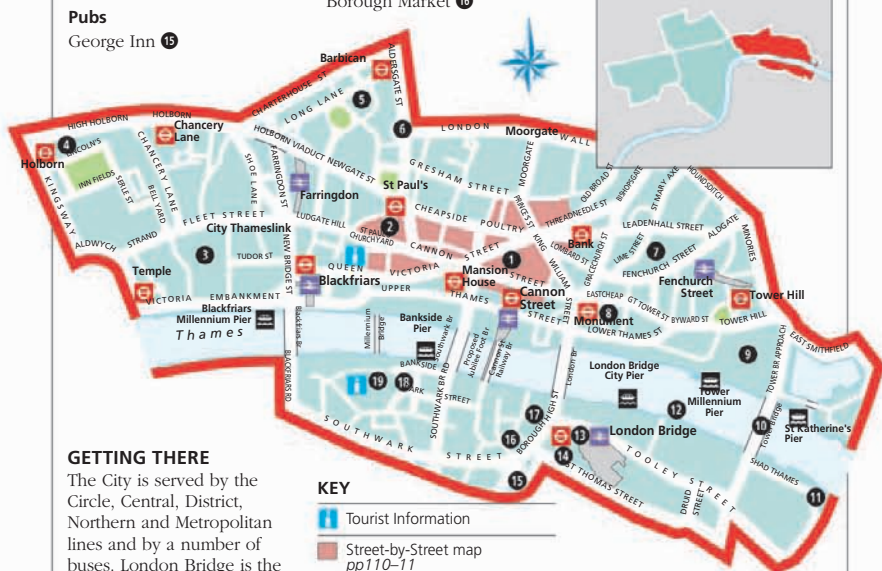 Borough Market 16
Pubs
George Inn 15
Barbican
ALDERSGATE ST
CHARTERHOUSE ST
LONG LANE
5
6
LONDON WALL
Moorgate
HIGH HOLBORN
HOLBORN
Chancery Lane
4
Holborn
LINCOLN'S
INN FIELDS
KINGSWAY
SERLE ST
BELL YARD
CHANCERY LANE
SHOE LANE
HOLBORN VIADUCT
NEWGATE ST
FARRINGDON ST
Farringdon
St Paul's
GRESHAM STREET
MOORGATE
OLD BROAD ST
BISHOPSGATE
ST MARY AXE
HOUNDSDITCH
FLEET STREET
LUDGATE HILL
City Thameslink
2
ST PAUL'S CHURCHYARD
CHEAPSIDE
POULTRY
PRINCE'S ST
THREADNEEDLE ST
LEADENHALL STREET
ALDGATE
MINORIES
ALDWYCH
STRAND
3
TUDOR ST
NEW BRIDGE ST
CANNON STREET
1
KING WILLIAM STREET
Bank
LOMBARD ST
GRACECHURCH ST
LIME STREET
7
FENCHURCH STREET
Fenchurch Street
Temple
VICTORIA EMBANKMENT
Blackfriars
QUEEN VICTORIA STREET
UPPER THAMES STREET
Mansion House
Cannon Street
EASTCHEAP
8
Monument
GT TOWER ST
BYWARD ST
TOWER HILL
Tower Hill
LOWER THAMES ST
Blackfriars Millennium Pier
Thames
Blackfriars Br
Millennium Bridge
Bankside Pier
Southwark Br
Proposed Jubilee Foot Br
Cannon St Railway Br
London Br
London Bridge City Pier
Tower Millennium Pier
9
TOWER BR APPROACH
EAST SMITHFIELD
BLACKFRIARS RD
BANKSIDE
19
18
PARK STREET
SOUTHWARK BR RD
SOUTHWARK STREET
17
16
BOROUGH HIGH ST
13
London Bridge
14
15
ST THOMAS STREET
TOOLEY STREET
12
10
Tower Bridge
St Katherine's Pier
SHAD THAMES
DRUID STREET
11
GETTING THERE
The City is served by the
Circle, Central, District,
Northern and Metropolitan
lines and by a number of
buses. London Bridge is the
KEY
Tourist Information
Street-by-Street map
pp110–11